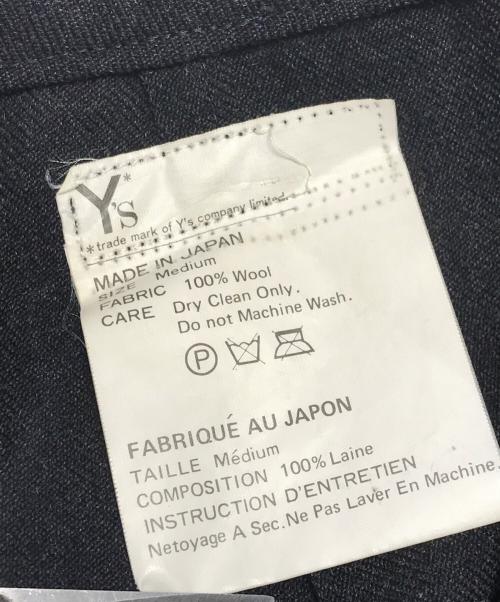 Y's*
*trade mark of Y's company limited.
MADE IN JAPAN
SIZE Medium
FABRIC 100% Wool
CARE Dry Clean Only.
Do not Machine Wash.
P
FABRIQUÉ AU JAPON
TAILLE Médium
COMPOSITION 100% Laine
INSTRUCTION D'ENTRETIEN
Netoyage A Sec.Ne Pas Laver En Machine.